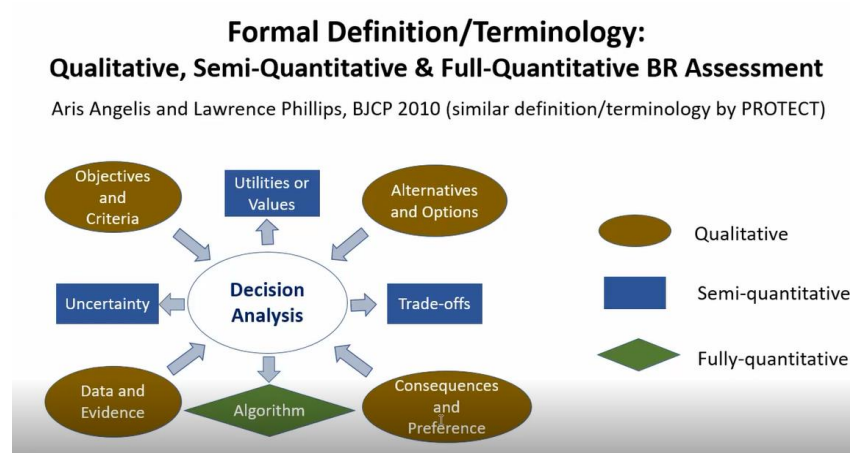 Formal Definition/Terminology:
Qualitative, Semi-Quantitative & Full-Quantitative BR Assessment
Aris Angelis and Lawrence Phillips, BJCP 2010 (similar definition/terminology by PROTECT)
Objectives
and
Criteria
Utilities or
Values
Alternatives
and Options
Qualitative
Uncertainty
Decision
Analysis
Trade-offs
Semi-quantitative
Data and
Evidence
Algorithm
Consequences
and
Preference
Fully-quantitative